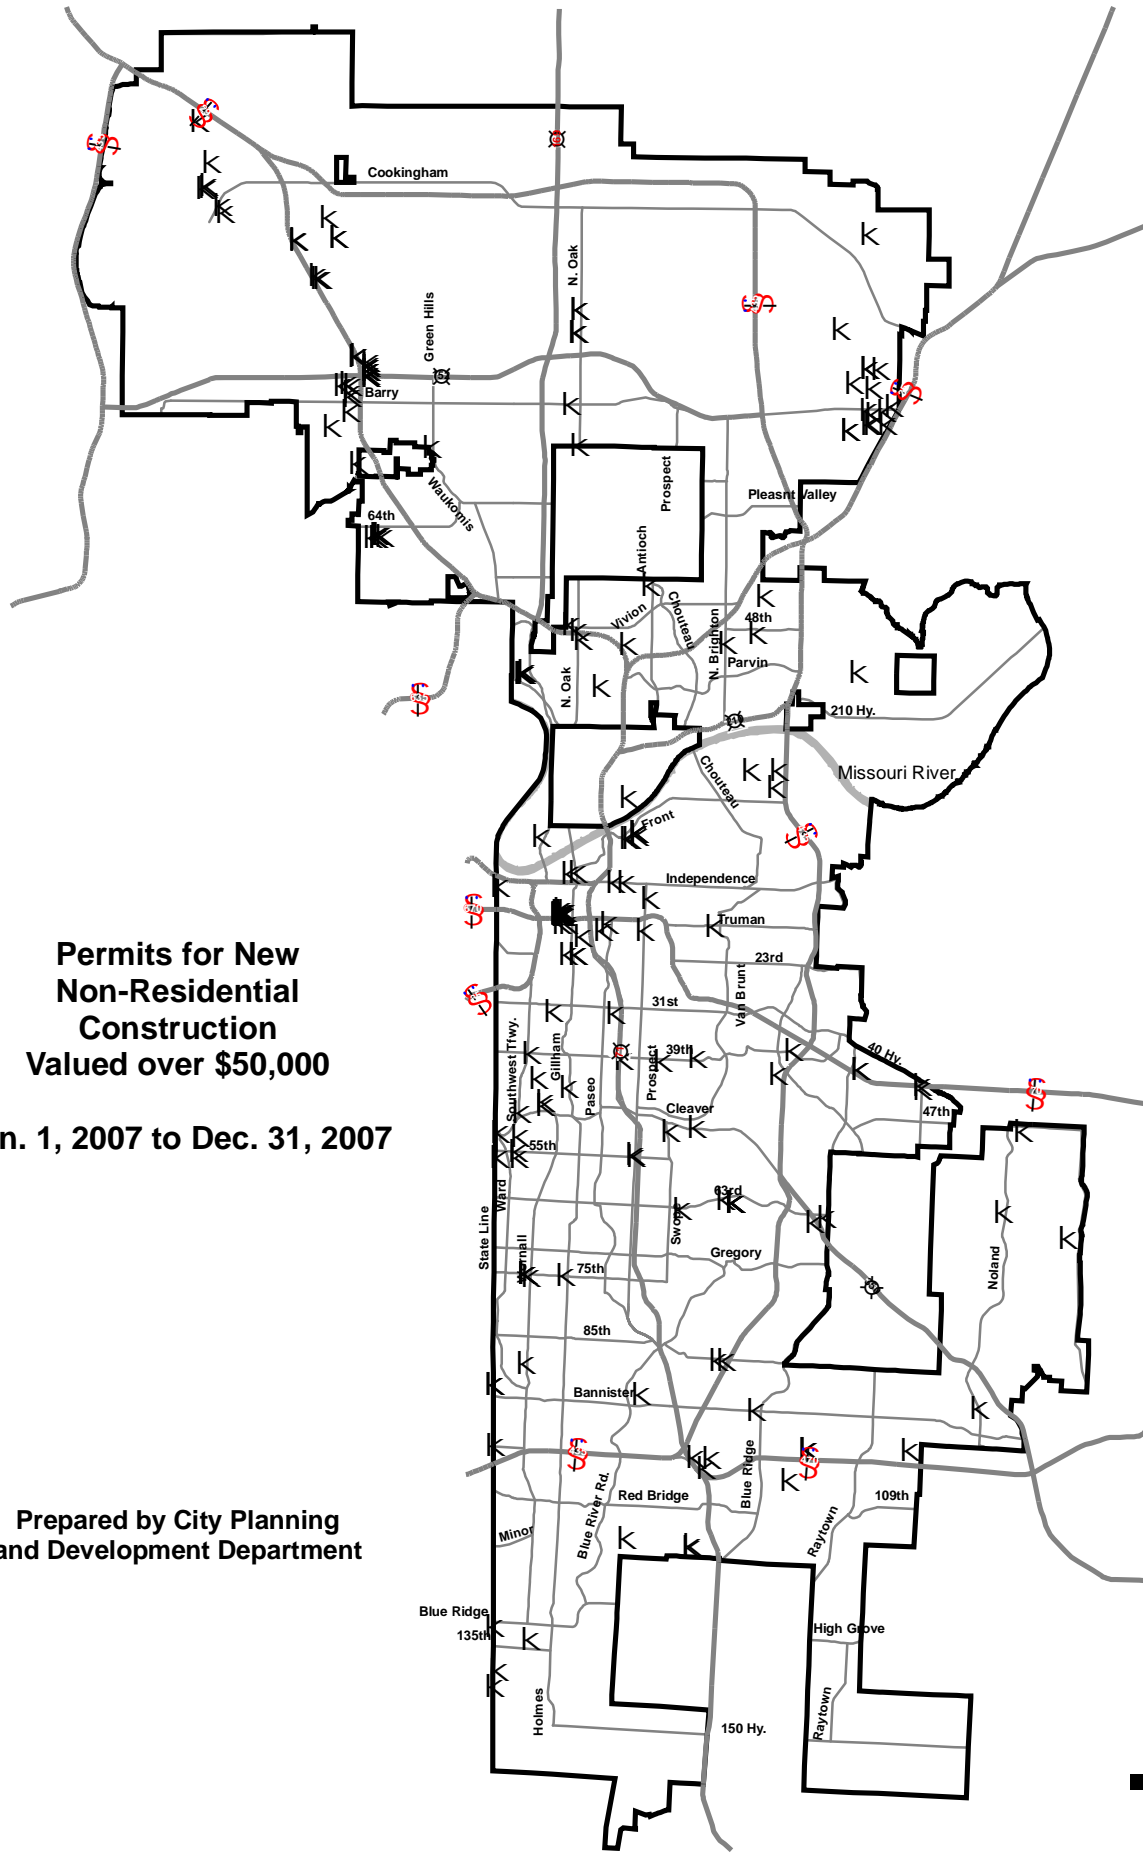 Cookingham
N. Oak
Green Hills
Barry
Waukomis
64th
Prospect
Pleasnt Valley
Antioch
Chouteau
Vivion
N. Brighton
48th
Parvin
N. Oak
210 Hy.
Chouteau
Missouri River
Front
Independence
Truman
23rd
Van Brunt
31st
Permits for New
Non-Residential
Construction
Valued over $50,000
n. 1, 2007 to Dec. 31, 2007
Southwest Tfwy.
Gillham
Paseo
Prospect
39th
40 Hy.
Cleaver
47th
55th
Ward
63rd
Swope
State Line
Wornall
75th
Gregory
Noland
85th
Bannister
Blue Ridge
Red Bridge
Blue River Rd.
109th
Raytown
Minor
Prepared by City Planning
and Development Department
Blue Ridge
135th
High Grove
Holmes
150 Hy.
Raytown